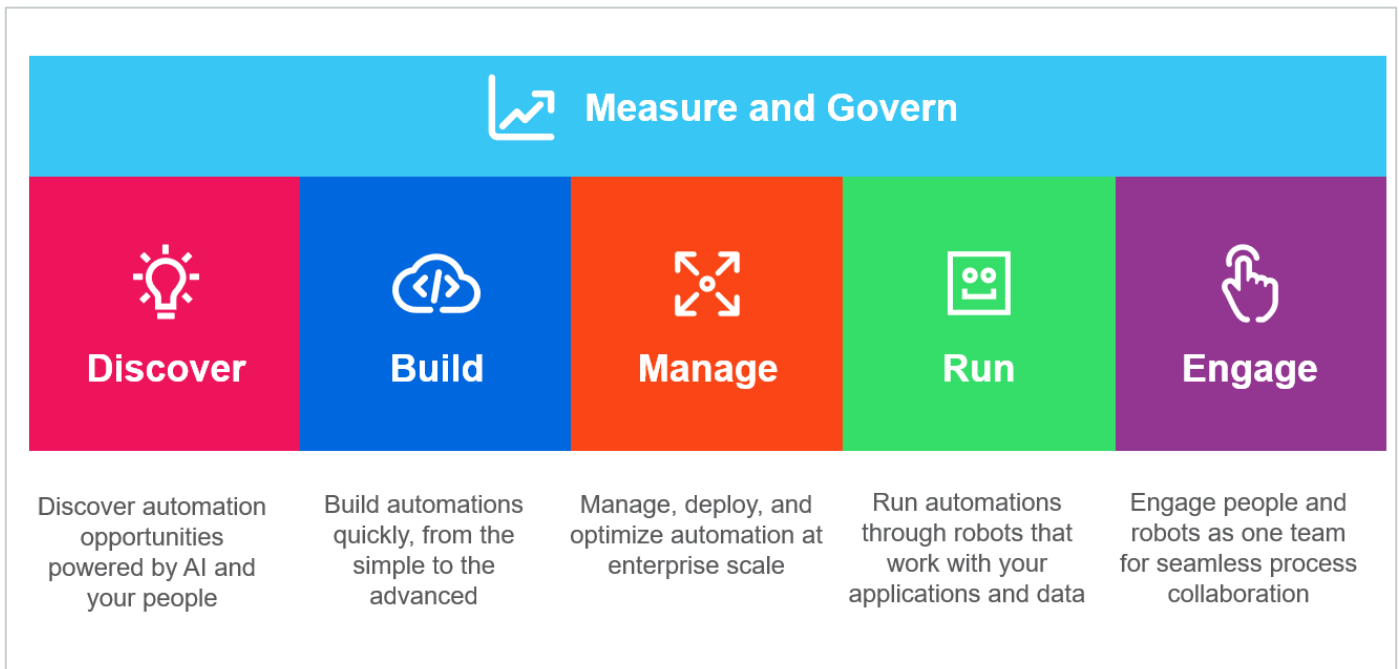 Measure and Govern
Discover
Build
Manage
Run
Engage
Discover automation
opportunities
powered by AI and
your people
Build automations
quickly, from the
simple to the
advanced
Manage, deploy, and
optimize automation at
enterprise scale
Run automations
through robots that
work with your
applications and data
Engage people and
robots as one team
for seamless process
collaboration